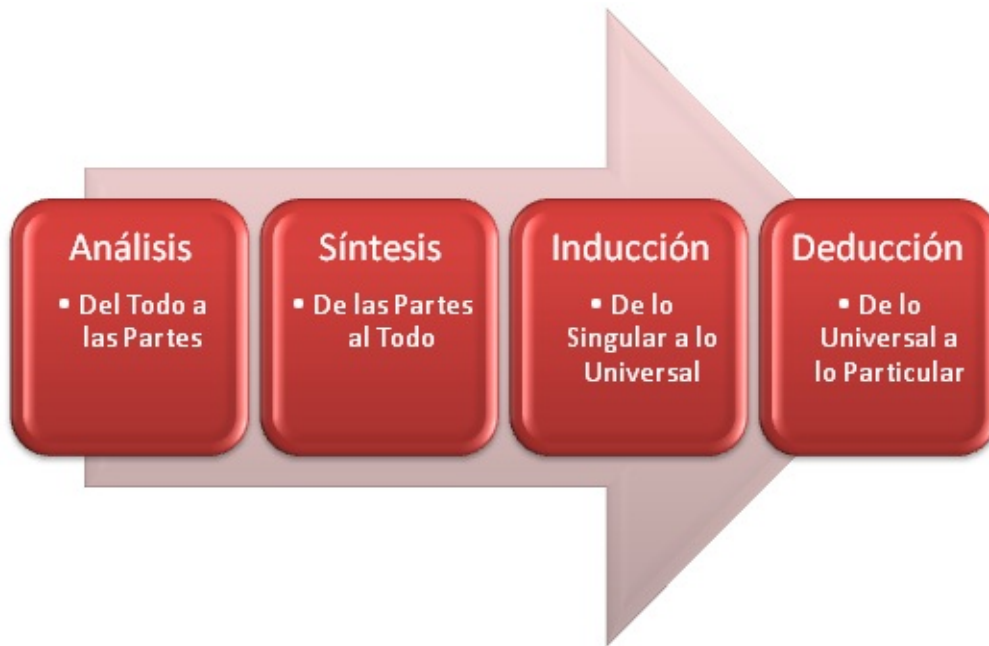 Análisis
▪ Del Todo a
las Partes
Síntesis
▪ De las Partes
al Todo
Inducción
▪ De lo
Singular a lo
Universal
Deducción
▪ De lo
Universal a
lo Particular